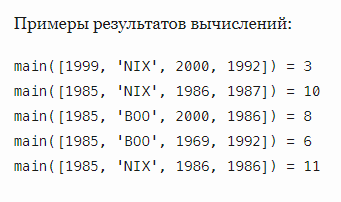 Примеры результатов вычислений:
main([1999, 'NIX', 2000, 1992]) = 3
main([1985, 'NIX', 1986, 1987]) = 10
main([1985, 'BOO', 2000, 1986]) = 8
main([1985, 'BOO', 1969, 1992]) = 6
main([1985, 'NIX', 1986, 1986]) = 11